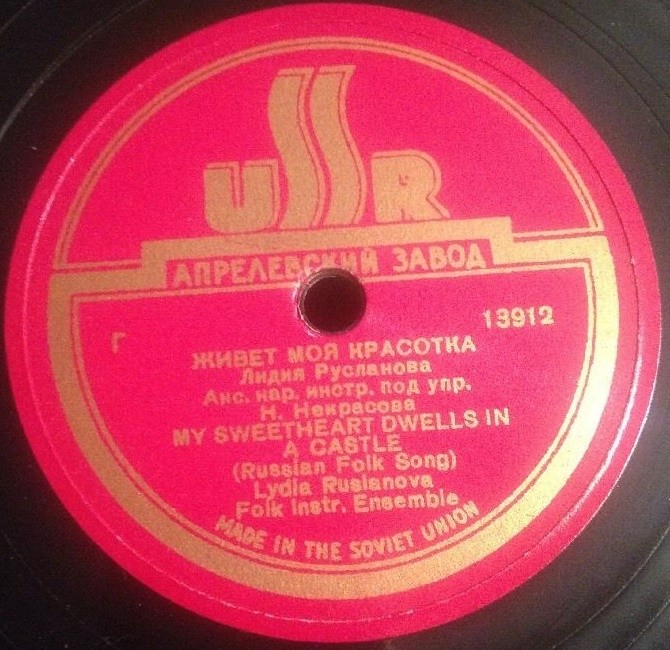 USSR
АПРЕЛЕВСКИЙ ЗАВОД
Г 13912
ЖИВЕТ МОЯ КРАСОТКА
Лидия Русланова
Анс. нар. инстр. под упр.
Н. Некрасова
MY SWEETHEART DWELLS IN
A CASTLE
(Russian Folk Song)
Lydia Ruslanova
Folk Instr. Ensemble
MADE IN THE SOVIET UNION